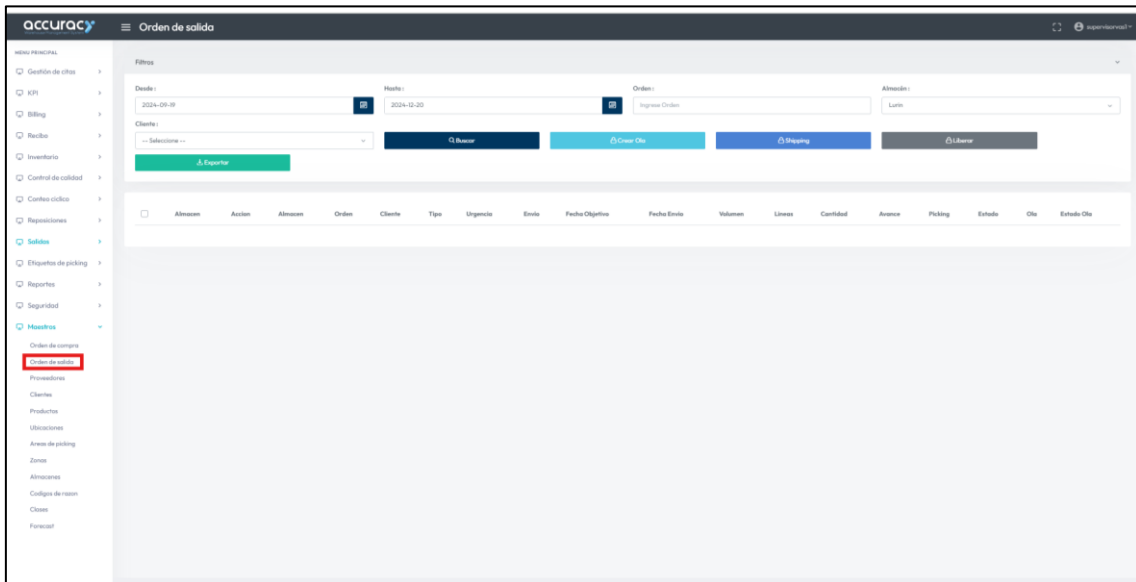 accuracy
Orden de salida
supervisorvas1
MENU PRINCIPAL
Gestión de citas
KPI
Billing
Recibo
Inventario
Control de calidad
Conteo ciclico
Reposiciones
Salidas
Etiquetas de picking
Reportes
Seguridad
Maestros
Orden de compra
Orden de salida
Proveedores
Clientes
Productos
Ubicaciones
Areas de picking
Zonas
Almacenes
Codigos de razon
Clases
Forecast
Filtros
Desde : Hasta : Orden : Almacén :
2024-09-19 2024-12-20 Ingrese Orden Lurin
Cliente :
-- Seleccione -- Buscar Crear Ola Shipping Liberar
Exportar
Almacen Accion Almacen Orden Cliente Tipo Urgencia Envio Fecha Objetivo Fecha Envio Volumen Lineas Cantidad Avance Picking Estado Ola Estado Ola